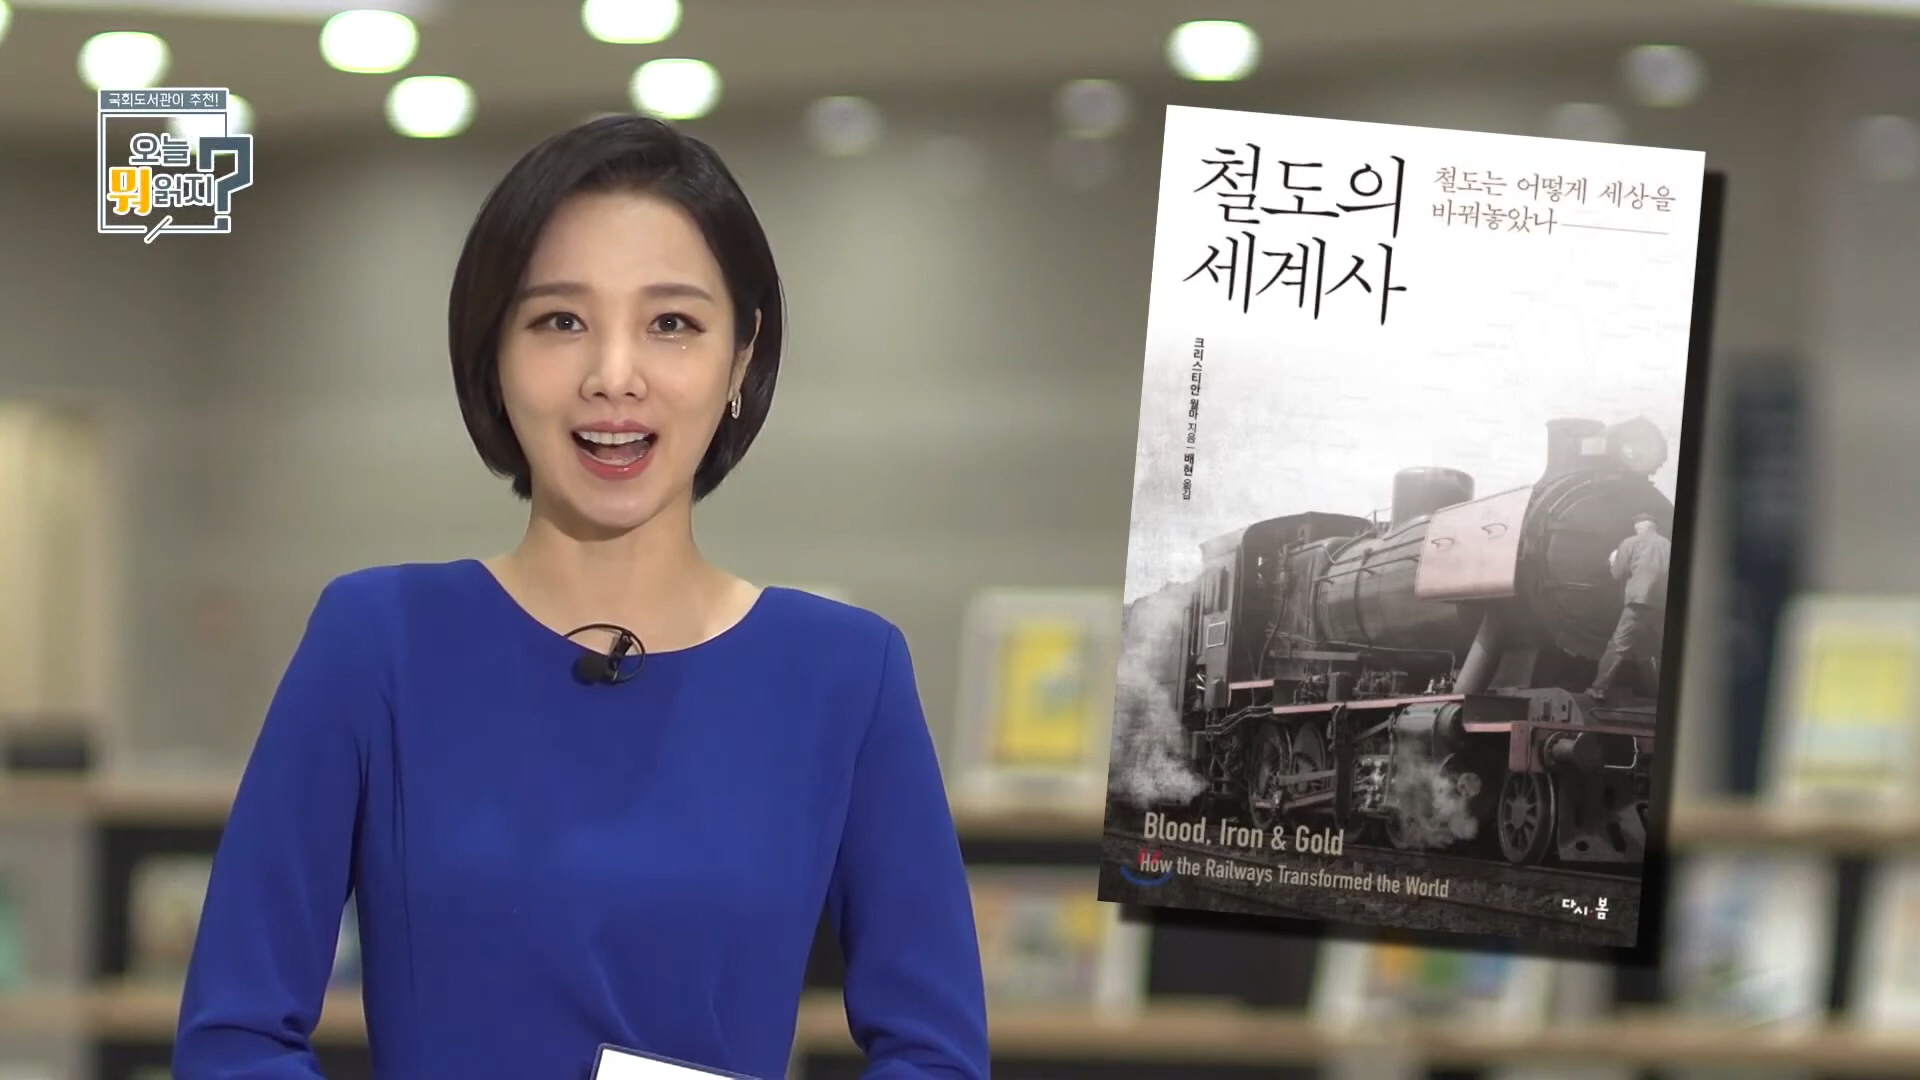 국회도서관이 추천!
오늘
뭐읽지?
철도의
세계사
철도는 어떻게 세상을
바꿔놓았나
크리스티안 월마 지음 – 배현 옮김
Blood, Iron & Gold
How the Railways Transformed the World
다시·봄